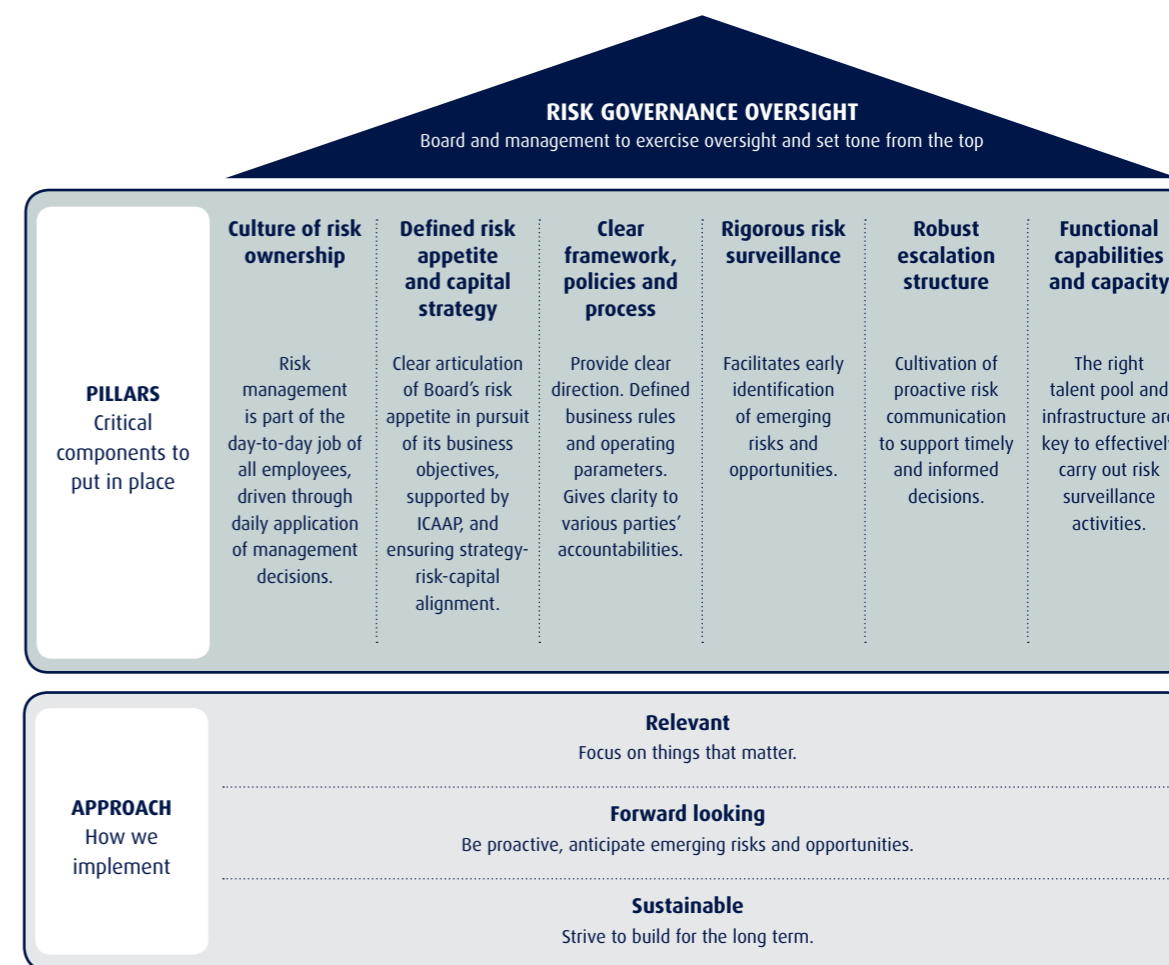 RISK GOVERNANCE OVERSIGHT
Board and management to exercise oversight and set tone from the top
PILLARS
Critical
components to
put in place
Culture of risk
ownership
Risk
management
is part of the
day-to-day job of
all employees,
driven through
daily application
of management
decisions.
Defined risk
appetite
and capital
strategy
Clear articulation
of Board’s risk
appetite in pursuit
of its business
objectives,
supported by
ICAAP, and
ensuring strategy-
risk-capital
alignment.
Clear
framework,
policies and
process
Provide clear
direction. Defined
business rules
and operating
parameters.
Gives clarity to
various parties’
accountabilities.
Rigorous risk
surveillance
Facilitates early
identification
of emerging
risks and
opportunities.
Robust
escalation
structure
Cultivation of
proactive risk
communication
to support timely
and informed
decisions.
Functional
capabilities
and capacity
The right
talent pool and
infrastructure are
key to effectively
carry out risk
surveillance
activities.
APPROACH
How we
implement
Relevant
Focus on things that matter.
Forward looking
Be proactive, anticipate emerging risks and opportunities.
Sustainable
Strive to build for the long term.